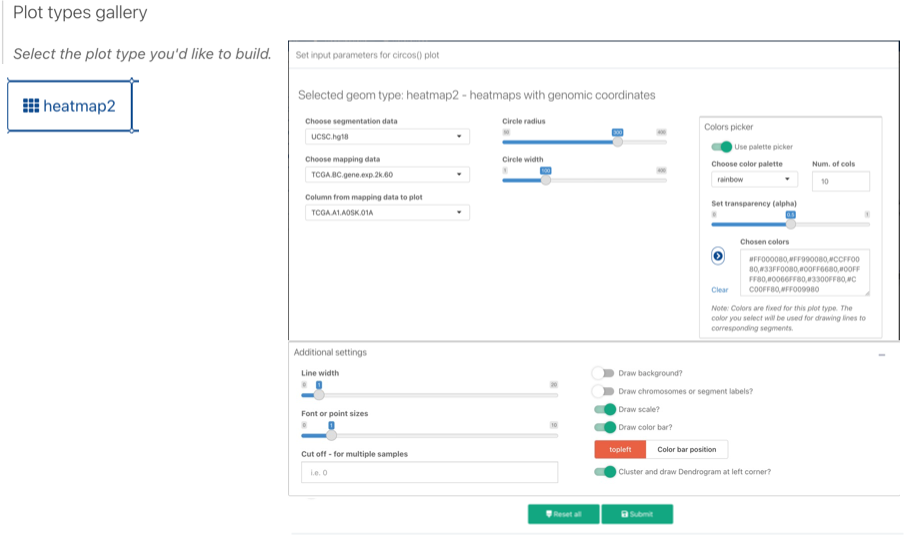 Plot types gallery
Select the plot type you'd like to build.
heatmap2
Set input parameters for circos() plot
Selected geom type: heatmap2 - heatmaps with genomic coordinates
Choose segmentation data
UCSC.hg18
Choose mapping data
TCGA.BC.gene.exp.2k.60
Column from mapping data to plot
TCGA.A1.A0SK.01A
Circle radius
50
300
400
Circle width
1
100
400
Colors picker
Use palette picker
Choose color palette
Num. of cols
rainbow
10
Set transparency (alpha)
0
0.5
1
Chosen colors
#FF000080,#FF990080,#CCFF00
80,#33FF0080,#00FF6680,#00FF
FF80,#0066FF80,#3300FF80,#C
C00FF80,#FF009980
Clear
Note: Colors are fixed for this plot type. The
color you select will be used for drawing lines to
corresponding segments.
Additional settings
Line width
0
1
20
Font or point sizes
0
1
10
Cut off - for multiple samples
i.e. 0
Draw background?
Draw chromosomes or segment labels?
Draw scale?
Draw color bar?
topleft
Color bar position
Cluster and draw Dendrogram at left corner?
Reset all
Submit